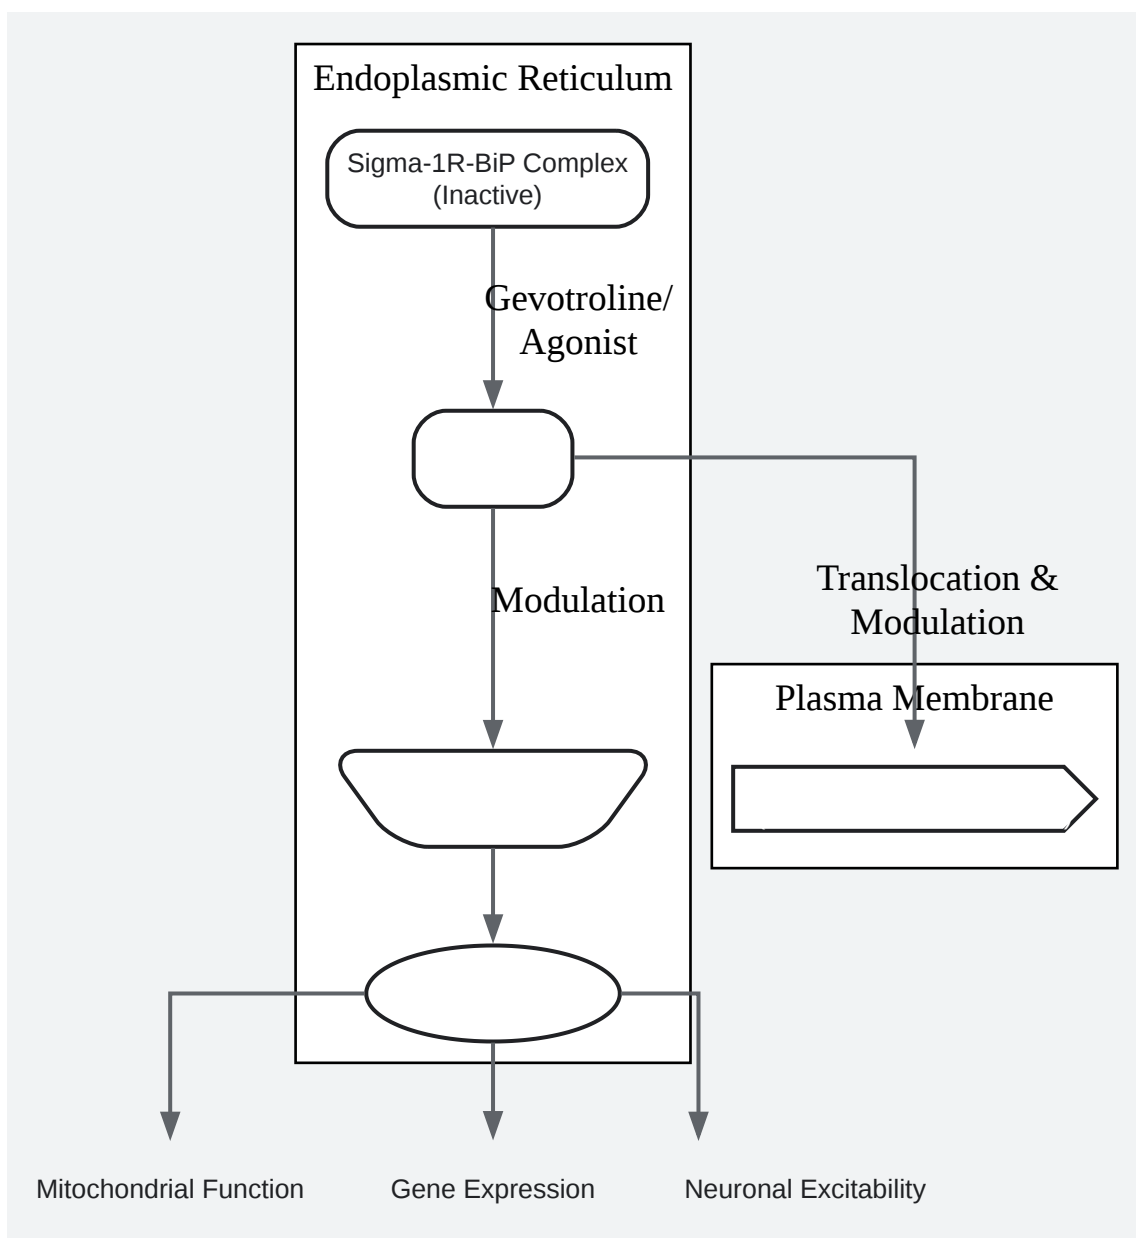 Endoplasmic Reticulum
Sigma-1R-BiP Complex
(Inactive)
Gevotroline/
Agonist
Modulation
Translocation &
Modulation
Plasma Membrane
Mitochondrial Function
Gene Expression
Neuronal Excitability